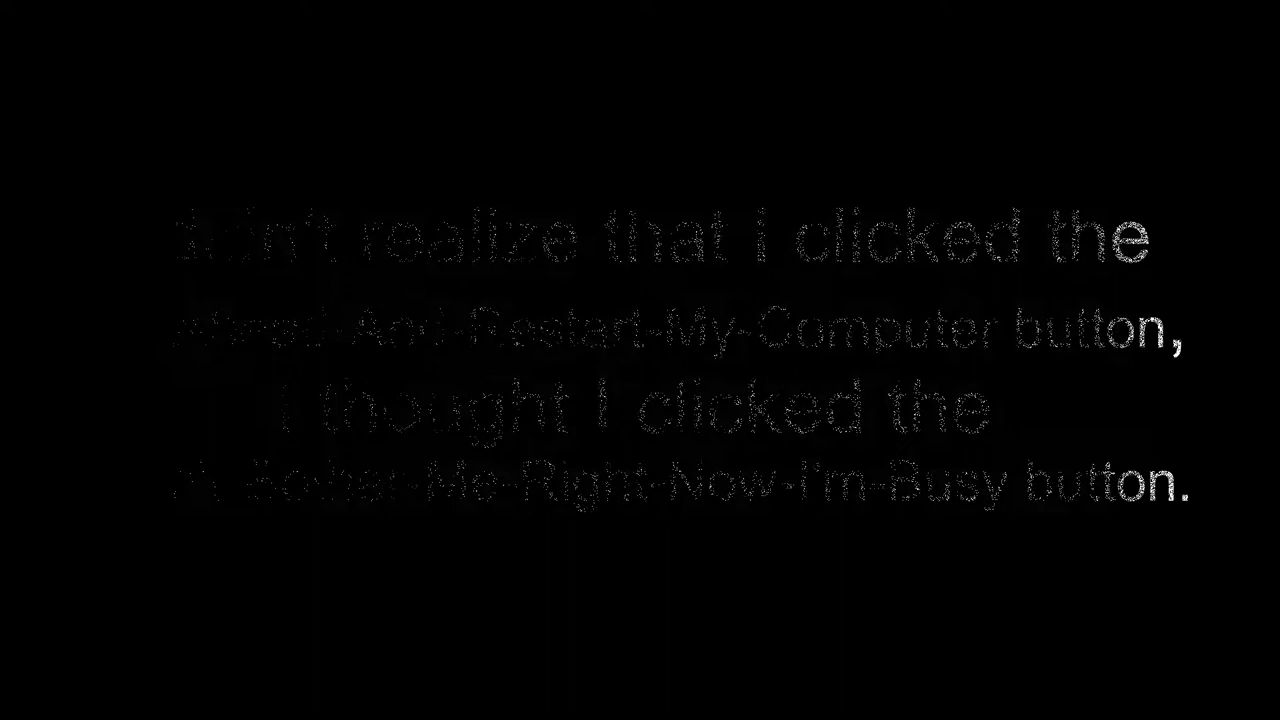 didn't realize that i clicked the
Ahead-And-Restart-My-Computer button,
I thought I clicked the
Bother-Me-Right-Now-I'm-Busy button.